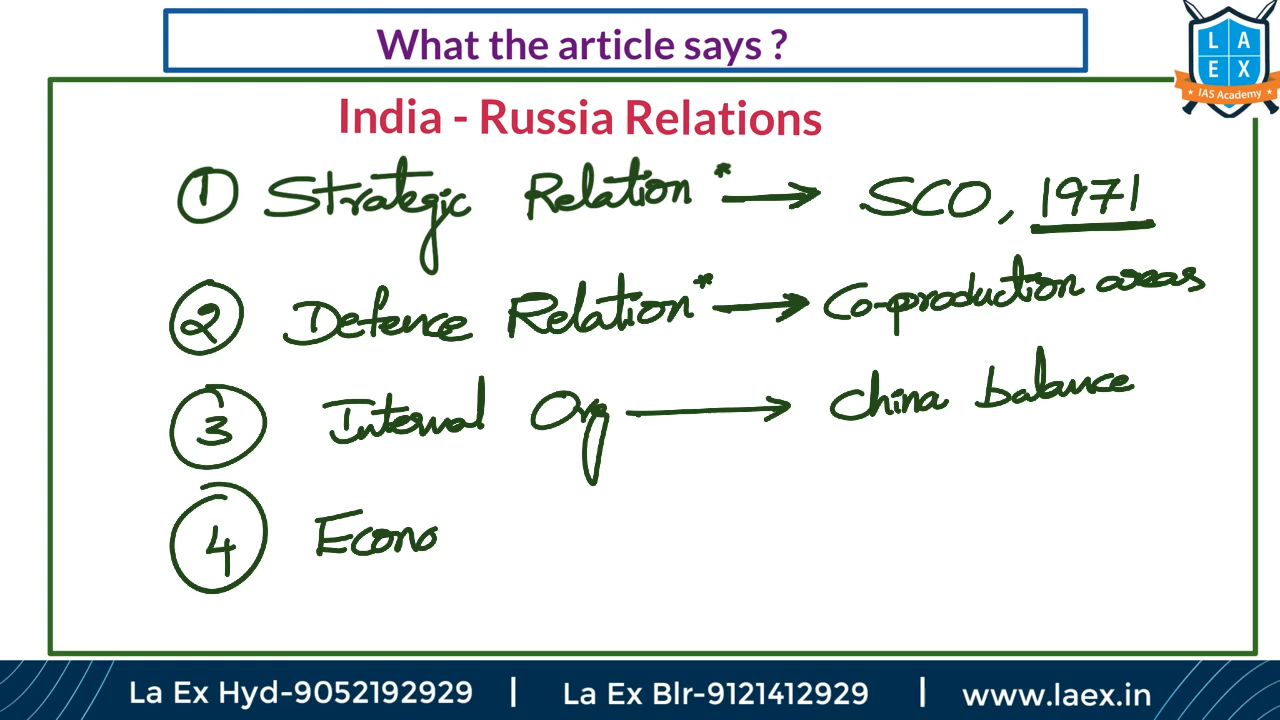 What the article says ?
L A
E X
IAS Academy
India - Russia Relations
① Strategic Relation * → SCO, 1971
② Defence Relation * → Co-production areas
③ Internal Org → China balance
④ Econo
La Ex Hyd-9052192929 | La Ex Blr-9121412929 | www.laex.in